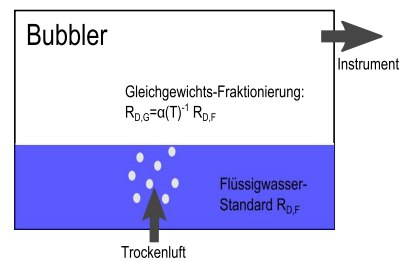 Bubbler
Instrument
Gleichgewichts-Fraktionierung:
R_D,G=α(T)⁻¹ R_D,F
Flüssigwasser-
Standard R_D,F
Trockenluft